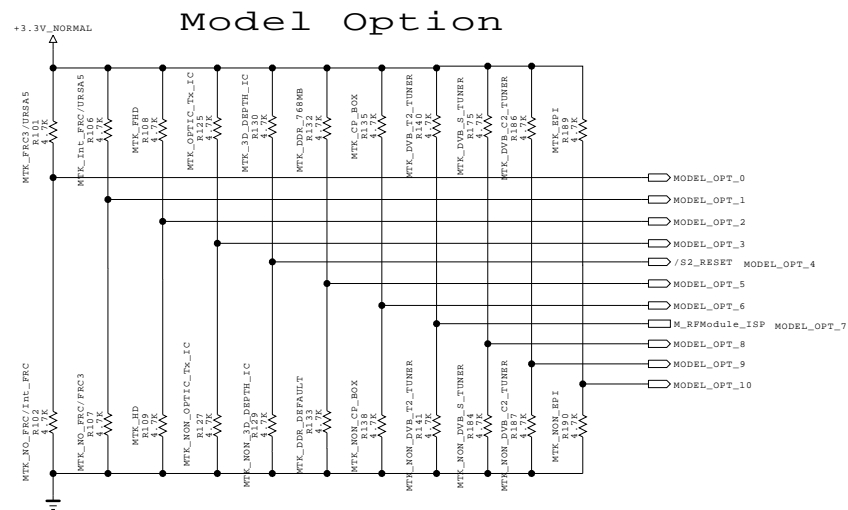 Model Option
+3.3V_NORMAL
MTK_FRC3/URSA5
R101
4.7K
MTK_Int_FRC/URSA5
R106
4.7K
MTK_FHD
R108
4.7K
MTK_OPTIC_Tx_IC
R125
4.7K
MTK_3D_DEPTH_IC
R130
4.7K
MTK_DDR_768MB
R132
4.7K
MTK_CP_BOX
R135
4.7K
MTK_DVB_T2_TUNER
R140
4.7K
MTK_DVB_S_TUNER
R175
4.7K
MTK_DVB_C2_TUNER
R186
4.7K
MTK_EPI
R189
4.7K
MODEL_OPT_0
MODEL_OPT_1
MODEL_OPT_2
MODEL_OPT_3
/S2_RESET MODEL_OPT_4
MODEL_OPT_5
MODEL_OPT_6
M_RFModule_ISP MODEL_OPT_7
MODEL_OPT_8
MODEL_OPT_9
MODEL_OPT_10
MTK_NO_FRC/Int_FRC
R102
4.7K
MTK_NO_FRC/FRC3
R107
4.7K
MTK_HD
R109
4.7K
MTK_NON_OPTIC_Tx_IC
R127
4.7K
MTK_NON_3D_DEPTH_IC
R129
4.7K
MTK_DDR_DEFAULT
R133
4.7K
MTK_NON_CP_BOX
R138
4.7K
MTK_NON_DVB_T2_TUNER
R141
4.7K
MTK_NON_DVB_S_TUNER
R184
4.7K
MTK_NON_DVB_C2_TUNER
R187
4.7K
MTK_NON_EPI
R190
4.7K